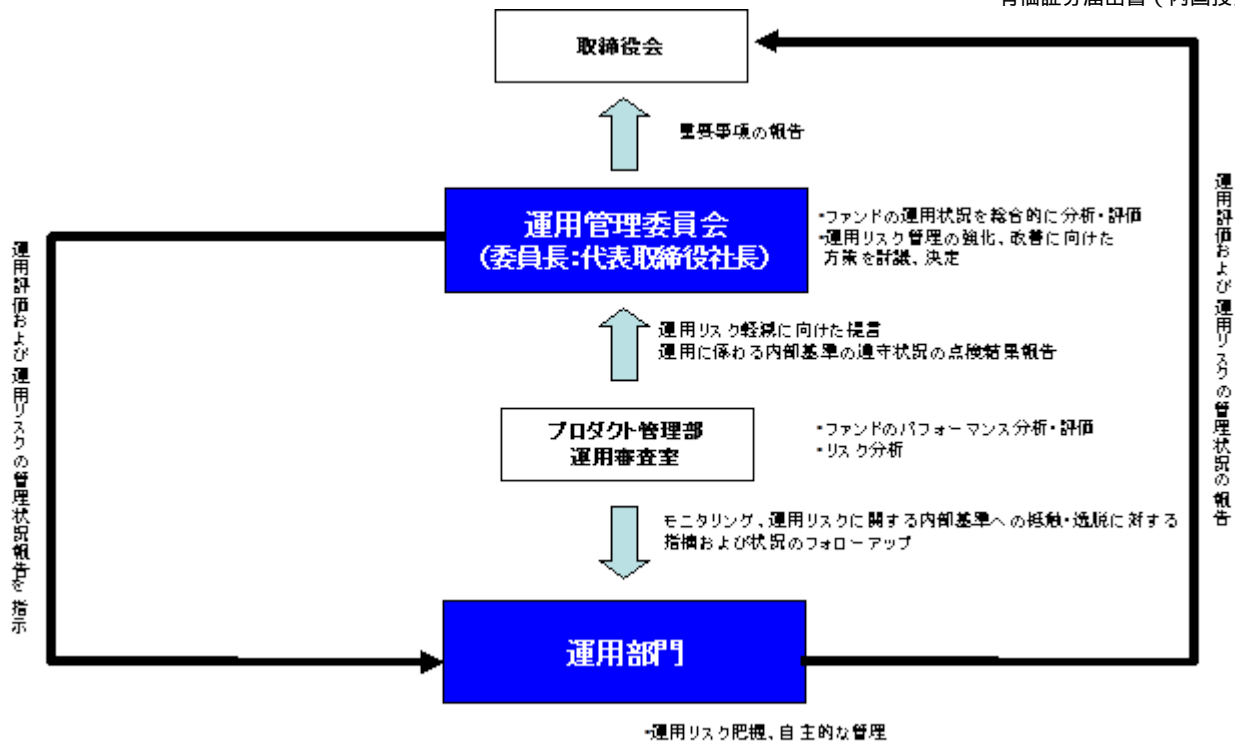 取締役会
重要事項の報告
運用管理委員会
(委員長:代表取締役社長)
・ファンドの運用状況を総合的に分析・評価
・運用リスク管理の強化、改善に向けた
方策を討議、決定
運用リスク軽減に向けた提言
運用に係わる内部基準の遵守状況の点検結果報告
プロダクト管理部
運用審査室
・ファンドのパフォーマンス分析・評価
・リスク分析
モニタリング、運用リスクに関する内部基準への抵触・逸脱に対する
指摘および状況のフォローアップ
運用部門
・運用リスク把握、自主的な管理
運用評価および運用リスクの管理状況報告を指示
運用評価および運用リスクの管理状況の報告